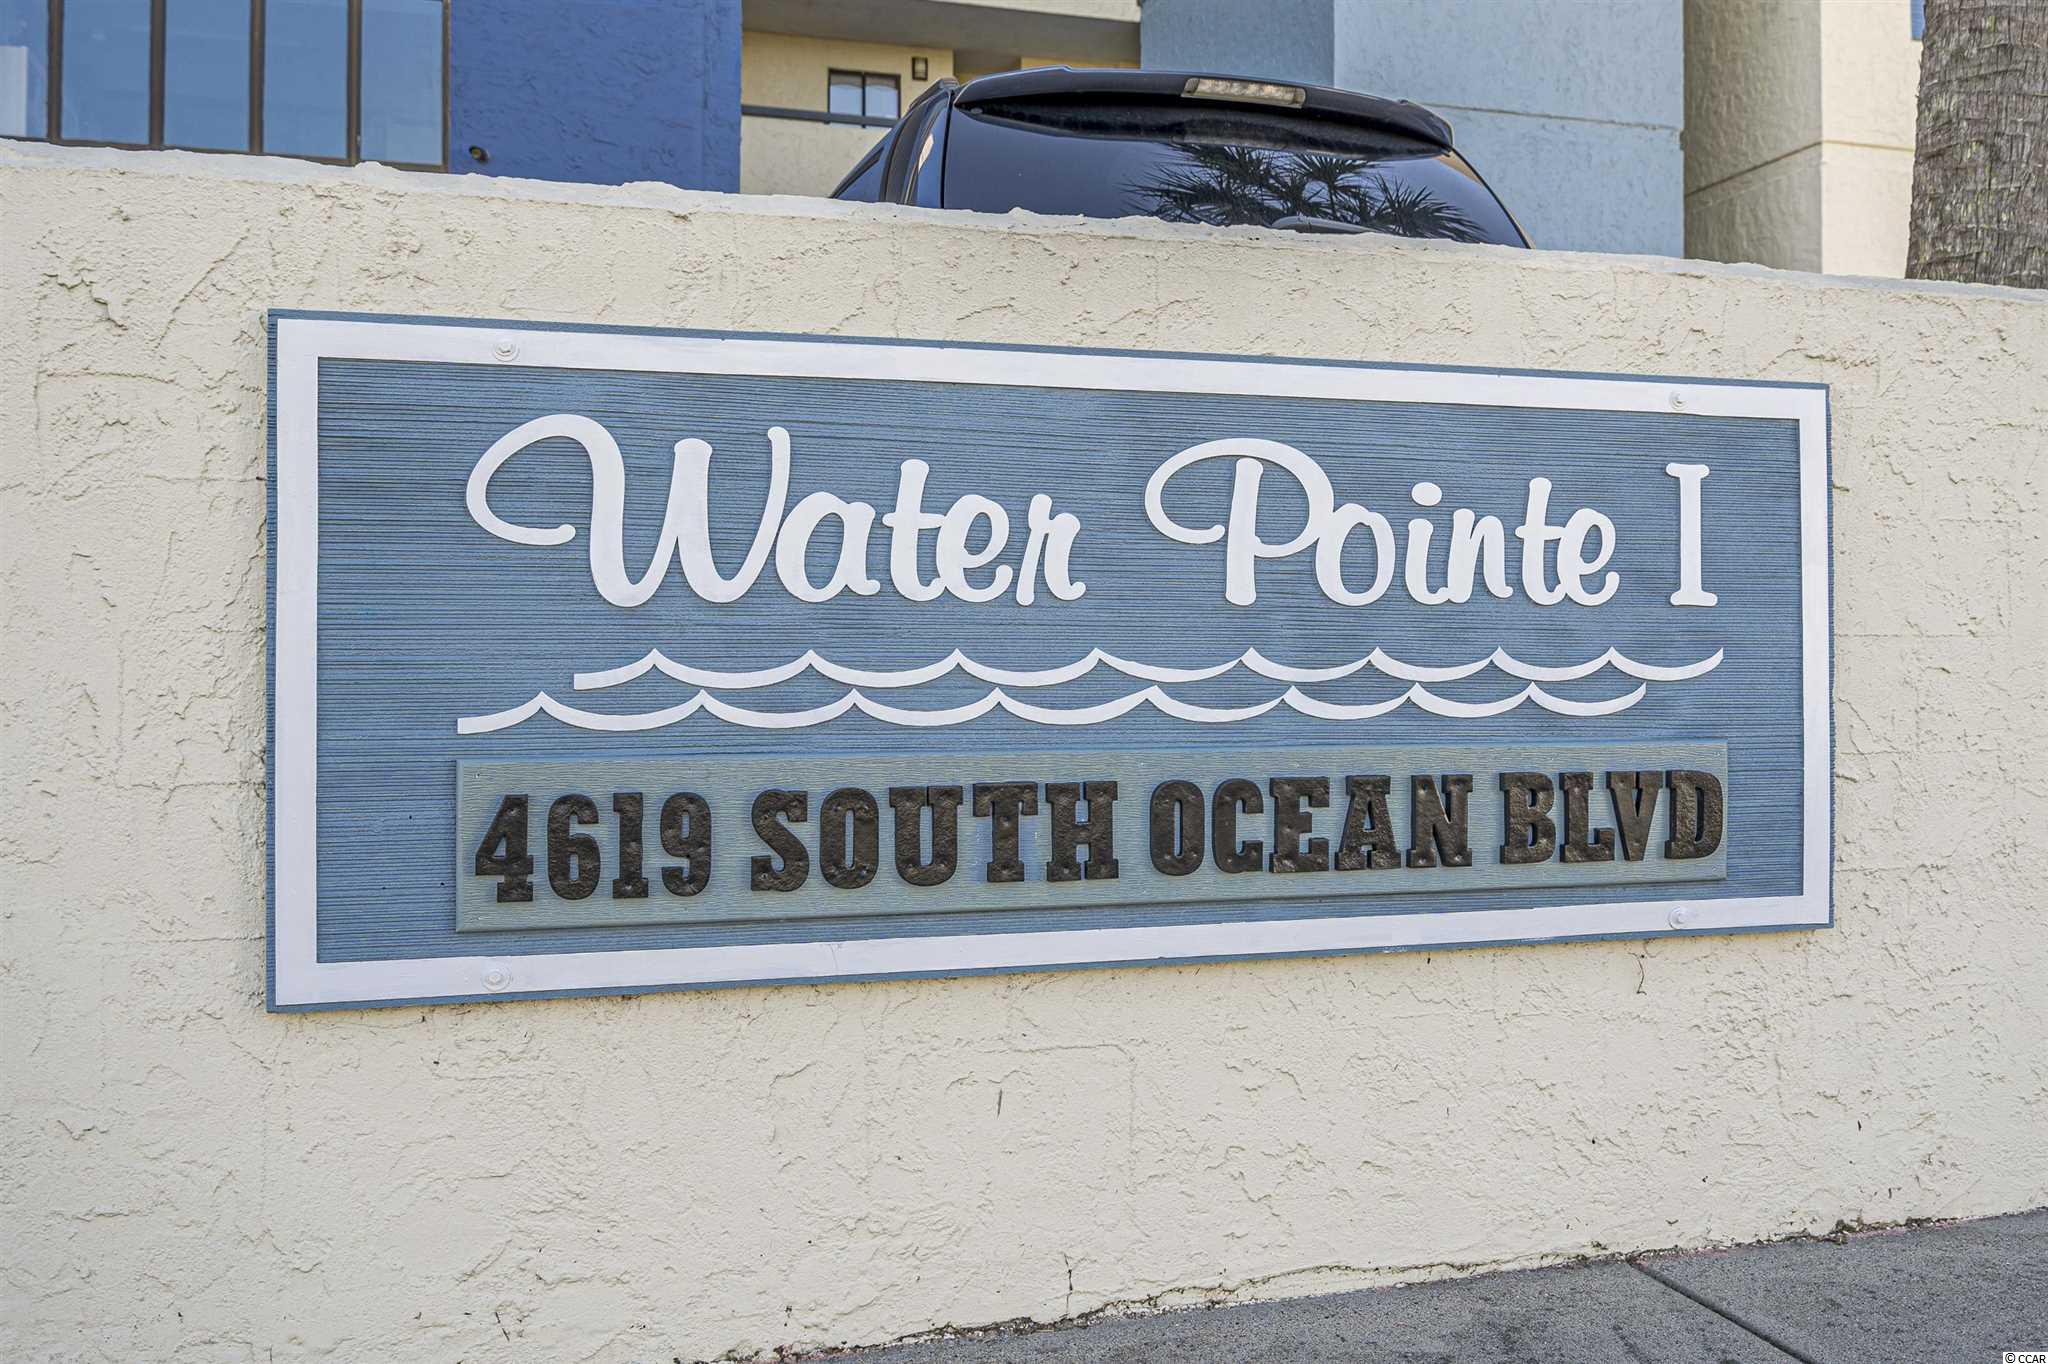 Water Pointe I
4619 SOUTH OCEAN BLVD
© CCAR